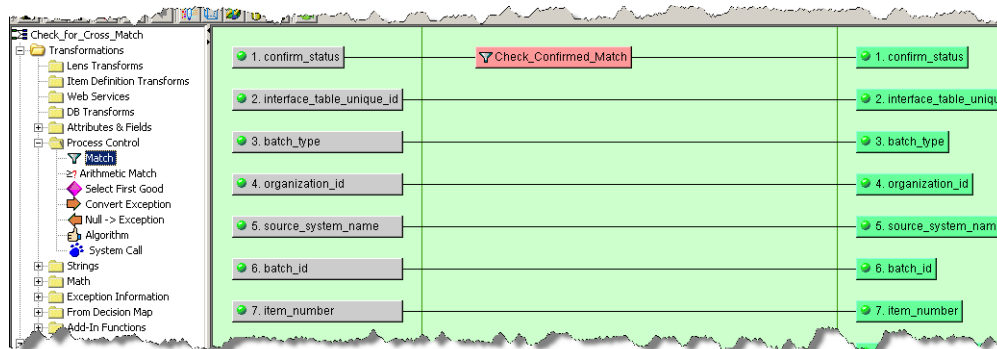 Check_for_Cross_Match
Transformations
Lens Transforms
Item Definition Transforms
Web Services
DB Transforms
Attributes & Fields
Process Control
Match
≥? Arithmetic Match
Select First Good
Convert Exception
Null -> Exception
Algorithm
System Call
Strings
Math
Exception Information
From Decision Map
Add-In Functions
1. confirm_status Check_Confirmed_Match 1. confirm_status
2. interface_table_unique_id 2. interface_table_uniqu
3. batch_type 3. batch_type
4. organization_id 4. organization_id
5. source_system_name 5. source_system_nam
6. batch_id 6. batch_id
7. item_number 7. item_number